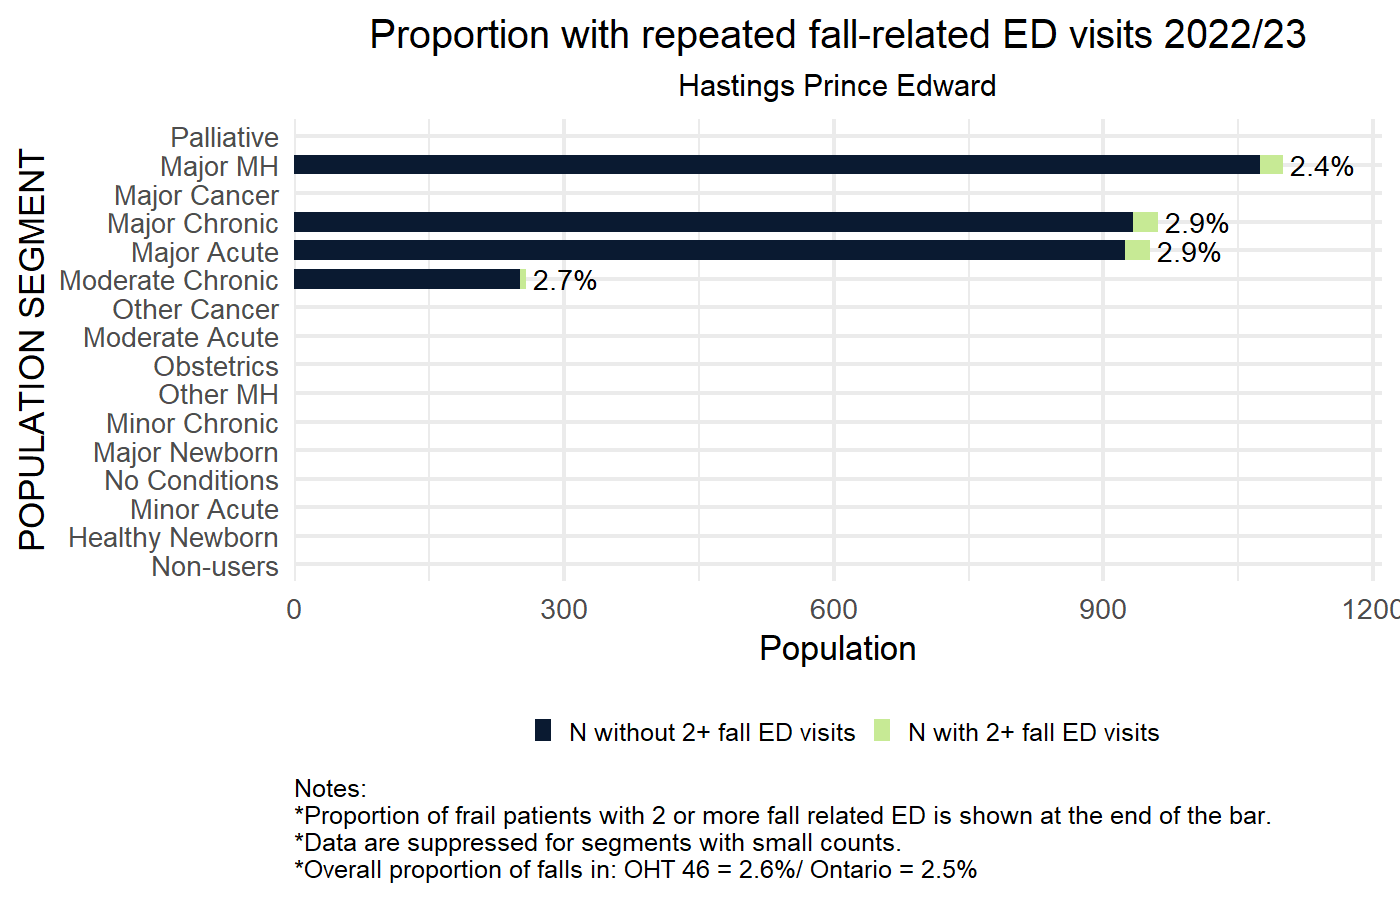 Proportion with repeated fall-related ED visits 2022/23
Hastings Prince Edward
POPULATION SEGMENT
Palliative
Major MH 2.4%
Major Cancer
Major Chronic 2.9%
Major Acute 2.9%
Moderate Chronic 2.7%
Other Cancer
Moderate Acute
Obstetrics
Other MH
Minor Chronic
Major Newborn
No Conditions
Minor Acute
Healthy Newborn
Non-users
0 300 600 900 1200
Population
N without 2+ fall ED visits N with 2+ fall ED visits
Notes:
*Proportion of frail patients with 2 or more fall related ED is shown at the end of the bar.
*Data are suppressed for segments with small counts.
*Overall proportion of falls in: OHT 46 = 2.6%/ Ontario = 2.5%